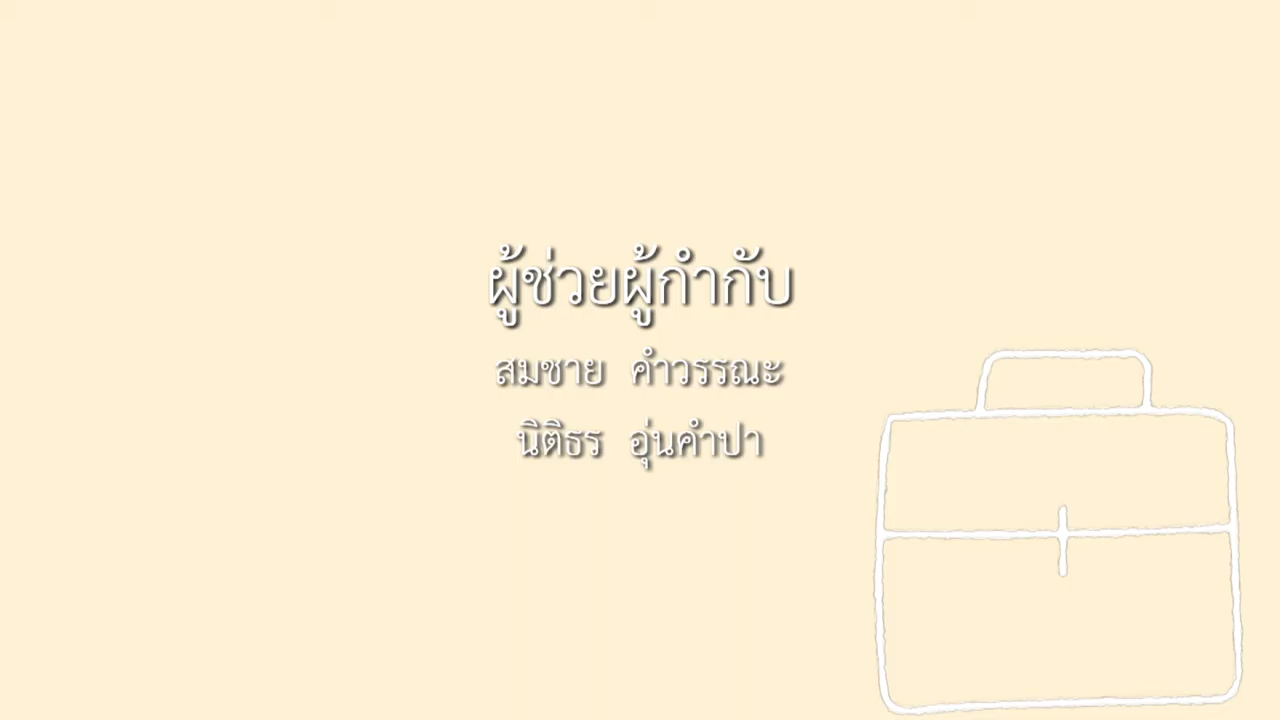 ผู้ช่วยผู้กำกับ
สมชาย คำวรรณะ
นิติธร อุ่นคำปา